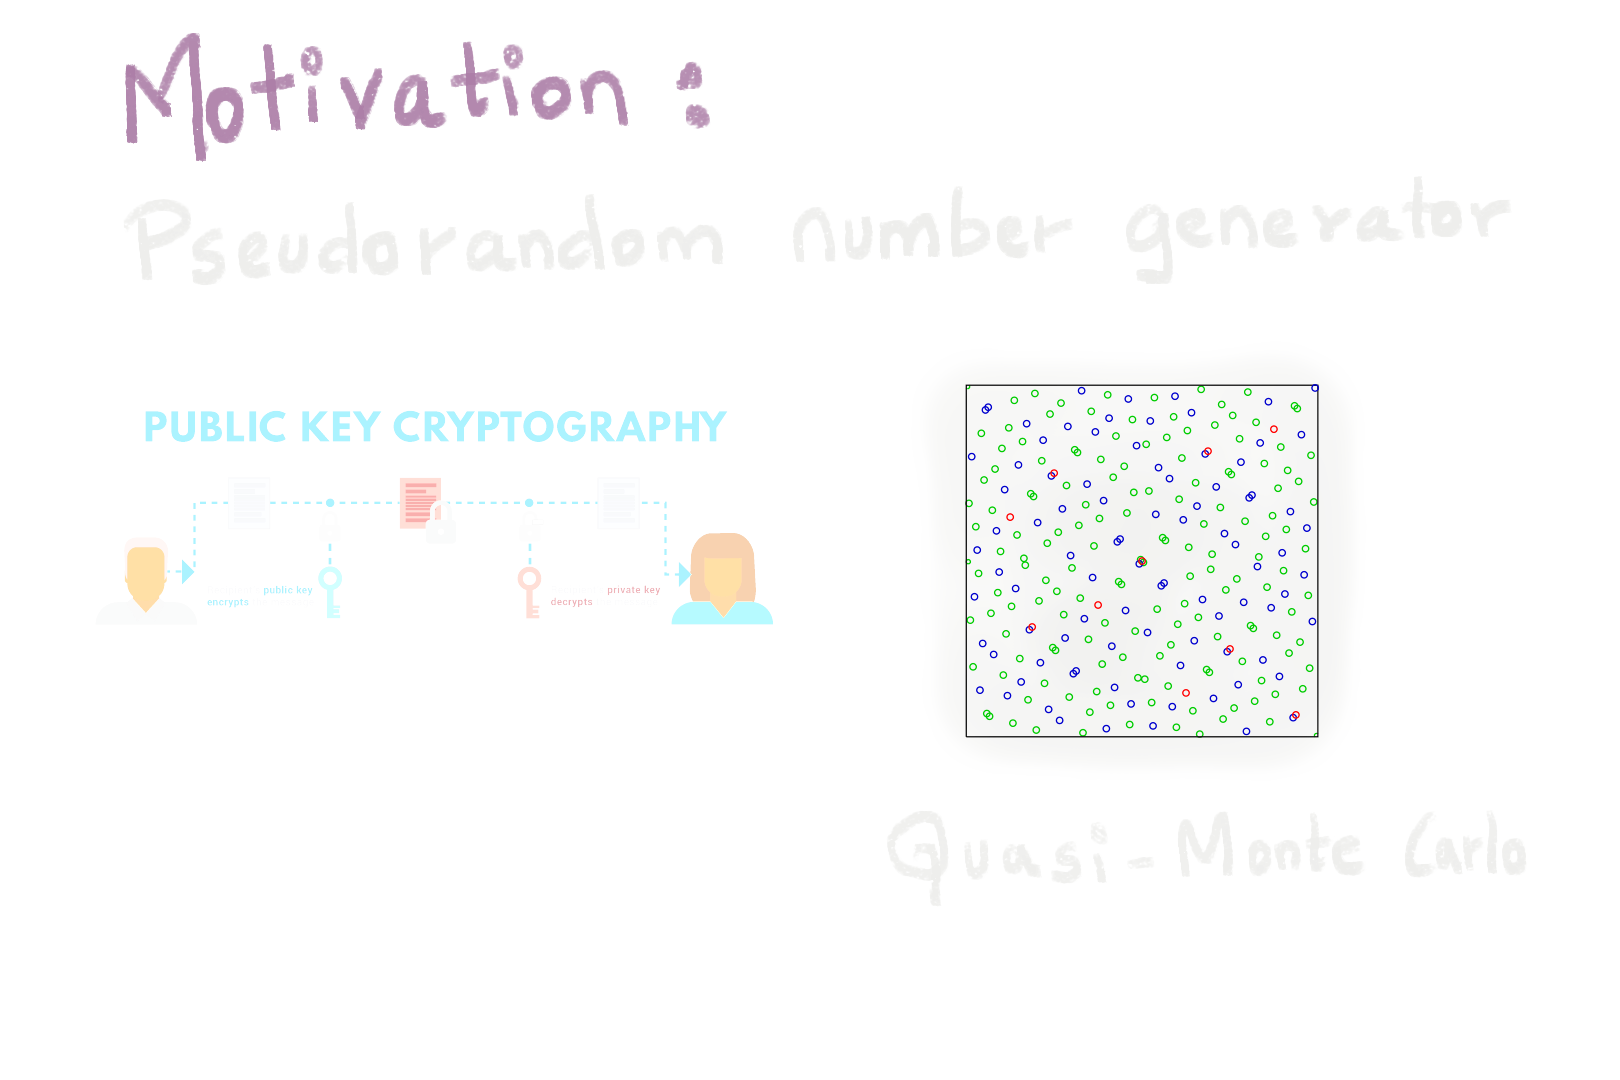 Motivation :
Pseudorandom number generator
PUBLIC KEY CRYPTOGRAPHY
public key
encrypts
private key
decrypts
Quasi-Monte Carlo